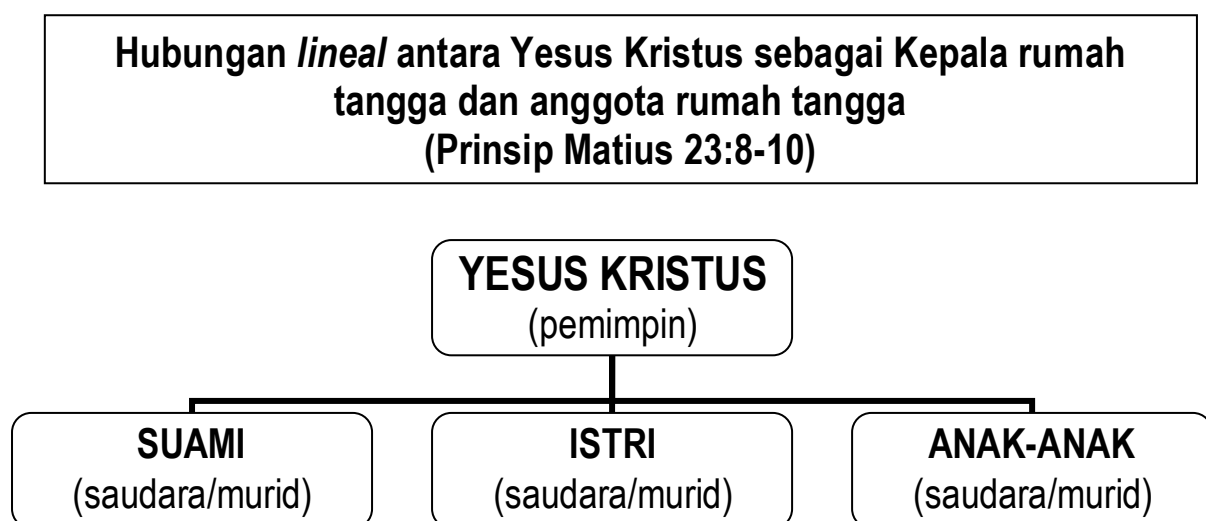 Hubungan lineal antara Yesus Kristus sebagai Kepala rumah
tangga dan anggota rumah tangga
(Prinsip Matius 23:8-10)
YESUS KRISTUS
(pemimpin)
SUAMI
(saudara/murid)
ISTRI
(saudara/murid)
ANAK-ANAK
(saudara/murid)